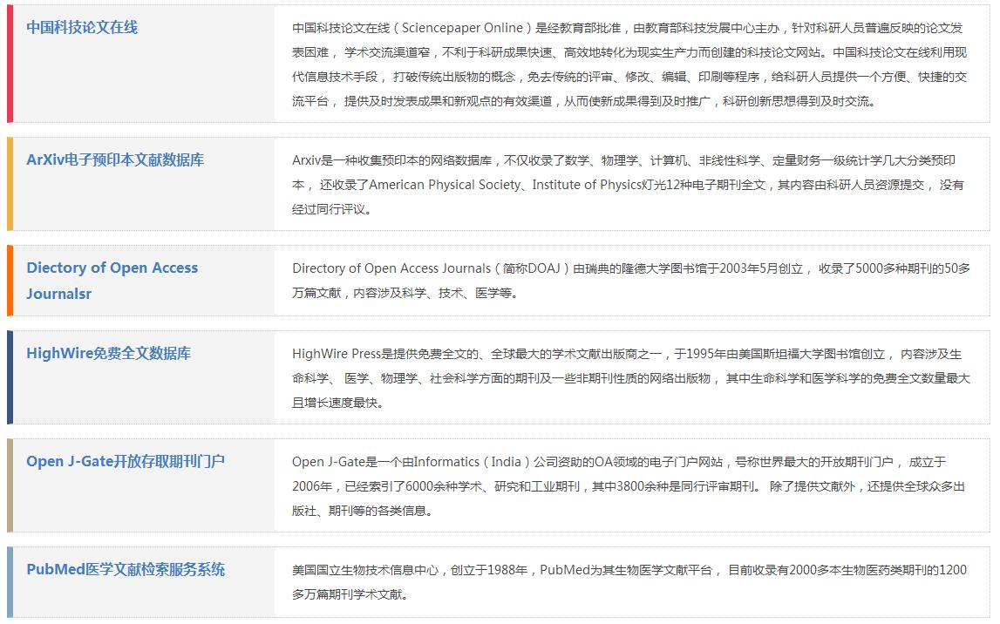 中国科技论文在线
中国科技论文在线（Sciencepaper Online）是经教育部批准，由教育部科技发展中心主办，针对科研人员普遍反映的论文发
表困难， 学术交流渠道窄，不利于科研成果快速、高效地转化为现实生产力而创建的科技论文网站。中国科技论文在线利用现
代信息技术手段， 打破传统出版物的概念，免去传统的评审、修改、编辑、印刷等程序，给科研人员提供一个方便、快捷的交
流平台， 提供及时发表成果和新观点的有效渠道，从而使新成果得到及时推广，科研创新思想得到及时交流。
ArXiv电子预印本文献数据库
Arxiv是一种收集预印本的网络数据库，不仅收录了数学、物理学、计算机、非线性科学、定量财务一级统计学几大分类预印
本， 还收录了American Physical Society、Institute of Physics灯光12种电子期刊全文，其内容由科研人员资源提交， 没有
经过同行评议。
Diectory of Open Access
Journalsr
Directory of Open Access Journals（简称DOAJ）由瑞典的隆德大学图书馆于2003年5月创立， 收录了5000多种期刊的50多
万篇文献，内容涉及科学、技术、医学等。
HighWire免费全文数据库
HighWire Press是提供免费全文的、全球最大的学术文献出版商之一，于1995年由美国斯坦福大学图书馆创立， 内容涉及生
命科学、 医学、物理学、社会科学方面的期刊及一些非期刊性质的网络出版物， 其中生命科学和医学科学的免费全文数量最大
且增长速度最快。
Open J-Gate开放存取期刊门户
Open J-Gate是一个由Informatics（India）公司资助的OA领域的电子门户网站，号称世界最大的开放期刊门户， 成立于
2006年，已经索引了6000余种学术、研究和工业期刊，其中3800余种是同行评审期刊。 除了提供文献外，还提供全球众多出
版社、期刊等的各类信息。
PubMed医学文献检索服务系统
美国国立生物技术信息中心，创立于1988年，PubMed为其生物医学文献平台， 目前收录有2000多本生物医药类期刊的1200
多万篇期刊学术文献。